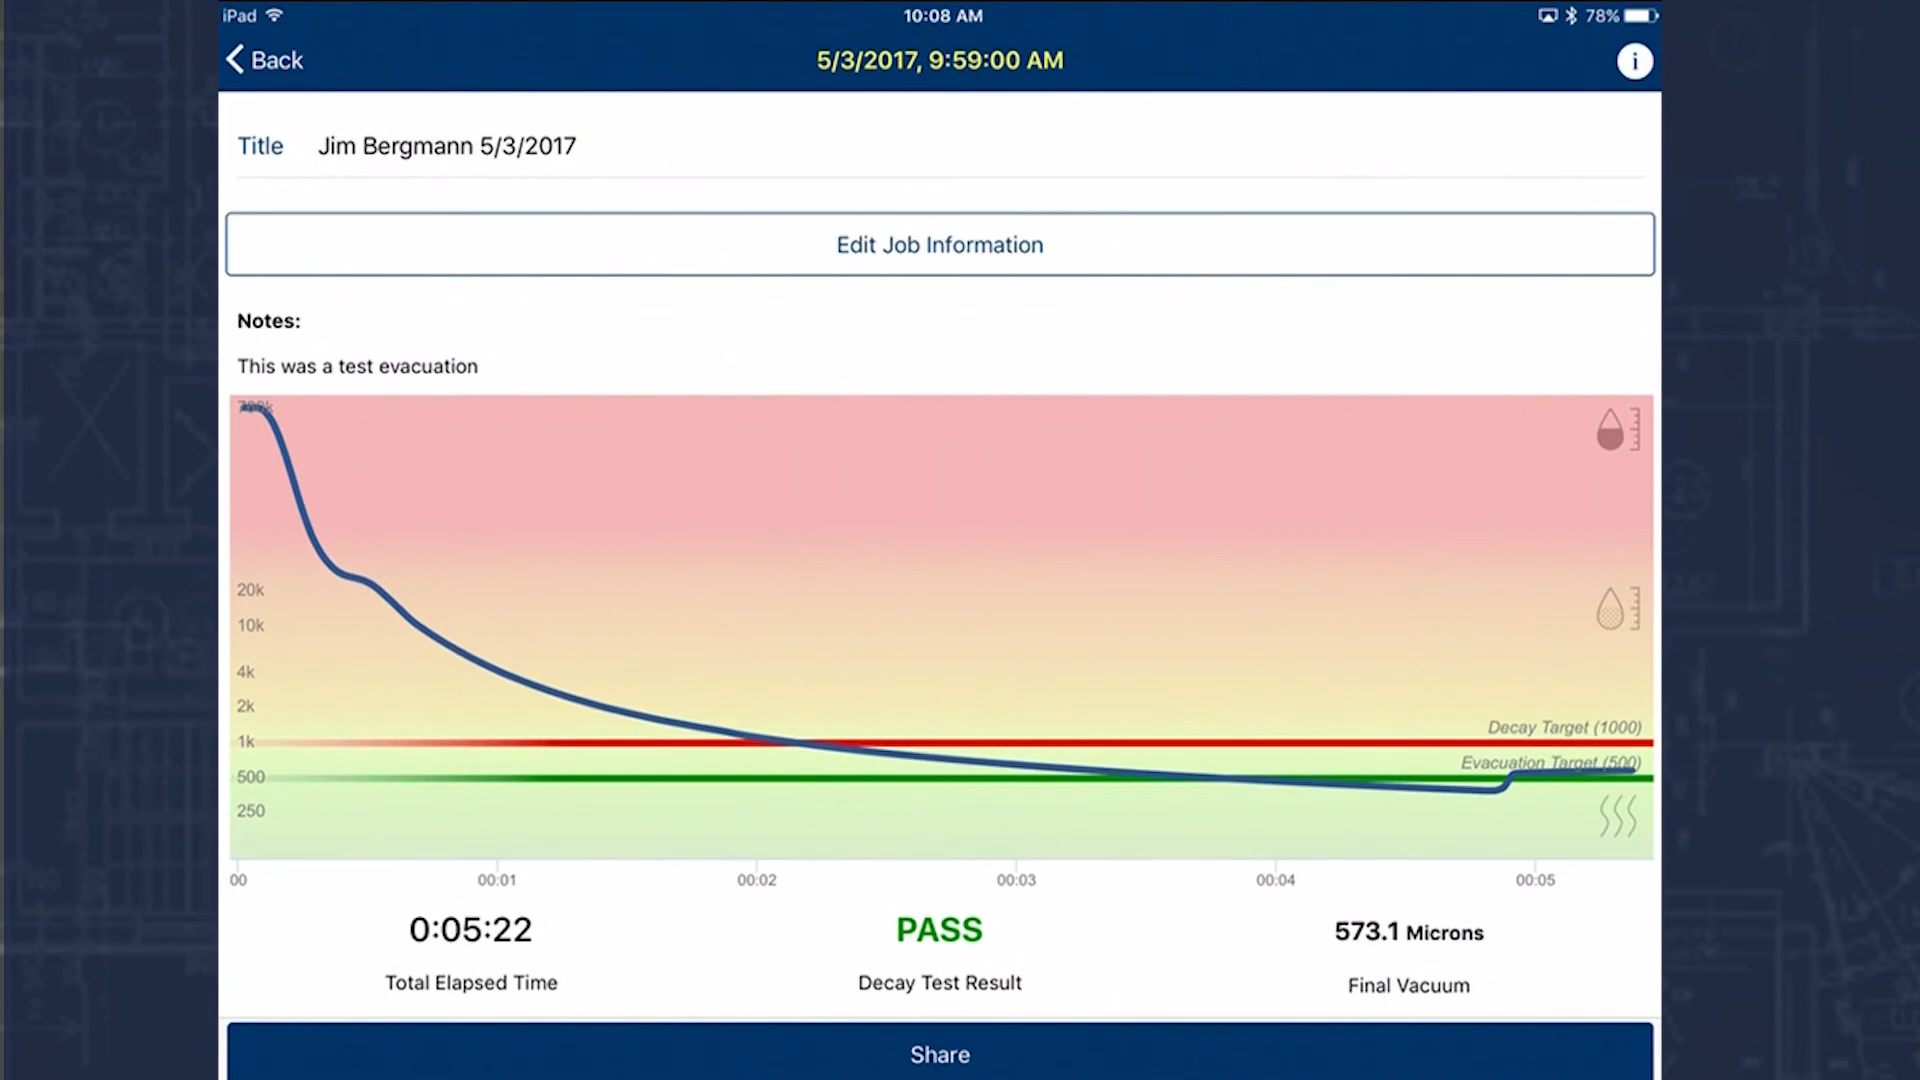 iPad
10:08 AM
78%
Back
5/3/2017, 9:59:00 AM
i
Title Jim Bergmann 5/3/2017
Edit Job Information
Notes:
This was a test evacuation
20k
10k
4k
2k
Decay Target (1000)
1k
Evacuation Target (500)
500
250
00 00:01 00:02 00:03 00:04 00:05
0:05:22 PASS 573.1 Microns
Total Elapsed Time Decay Test Result Final Vacuum
Share